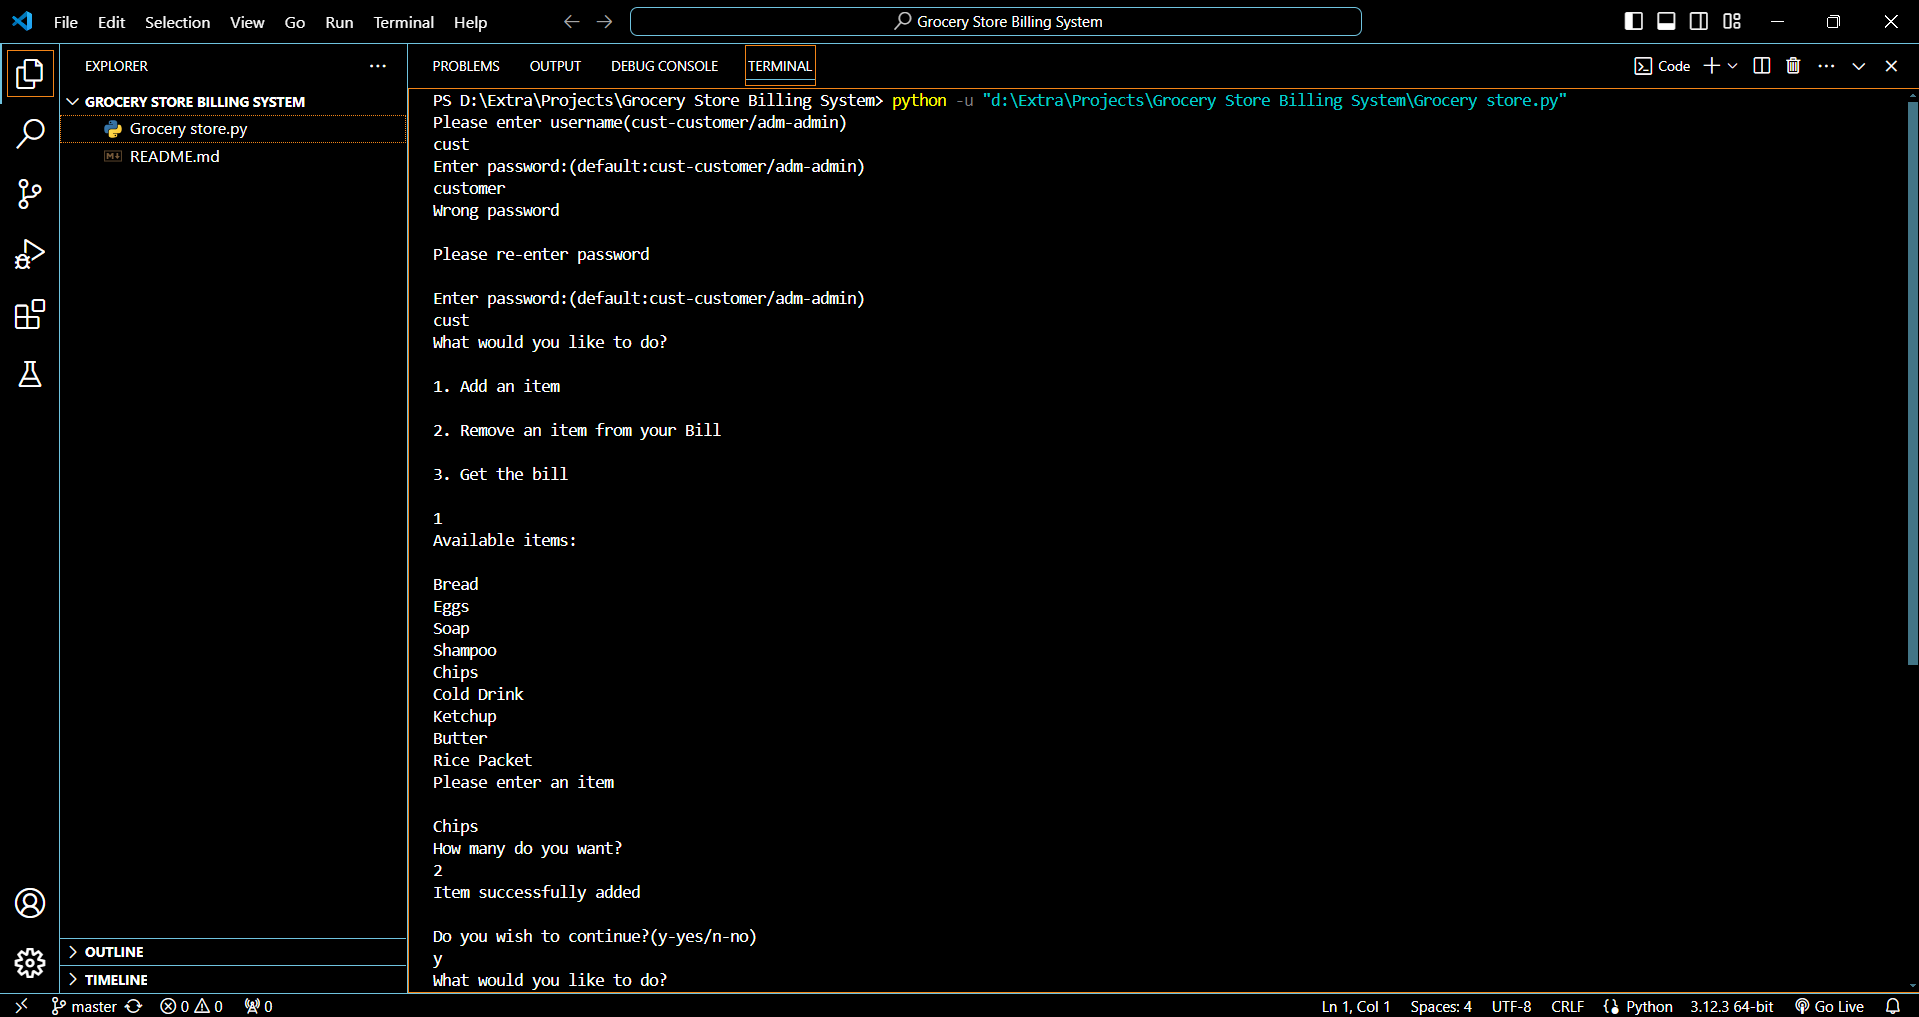 File Edit Selection View Go Run Terminal Help
Grocery Store Billing System
EXPLORER
GROCERY STORE BILLING SYSTEM
Grocery store.py
README.md
OUTLINE
TIMELINE
PROBLEMS OUTPUT DEBUG CONSOLE TERMINAL
Code
PS D:\Extra\Projects\Grocery Store Billing System> python -u "d:\Extra\Projects\Grocery Store Billing System\Grocery store.py"
Please enter username(cust-customer/adm-admin)
cust
Enter password:(default:cust-customer/adm-admin)
customer
Wrong password
Please re-enter password
Enter password:(default:cust-customer/adm-admin)
cust
What would you like to do?
1. Add an item
2. Remove an item from your Bill
3. Get the bill
1
Available items:
Bread
Eggs
Soap
Shampoo
Chips
Cold Drink
Ketchup
Butter
Rice Packet
Please enter an item
Chips
How many do you want?
2
Item successfully added
Do you wish to continue?(y-yes/n-no)
y
What would you like to do?
master 0 0 0 Ln 1, Col 1 Spaces: 4 UTF-8 CRLF Python 3.12.3 64-bit Go Live